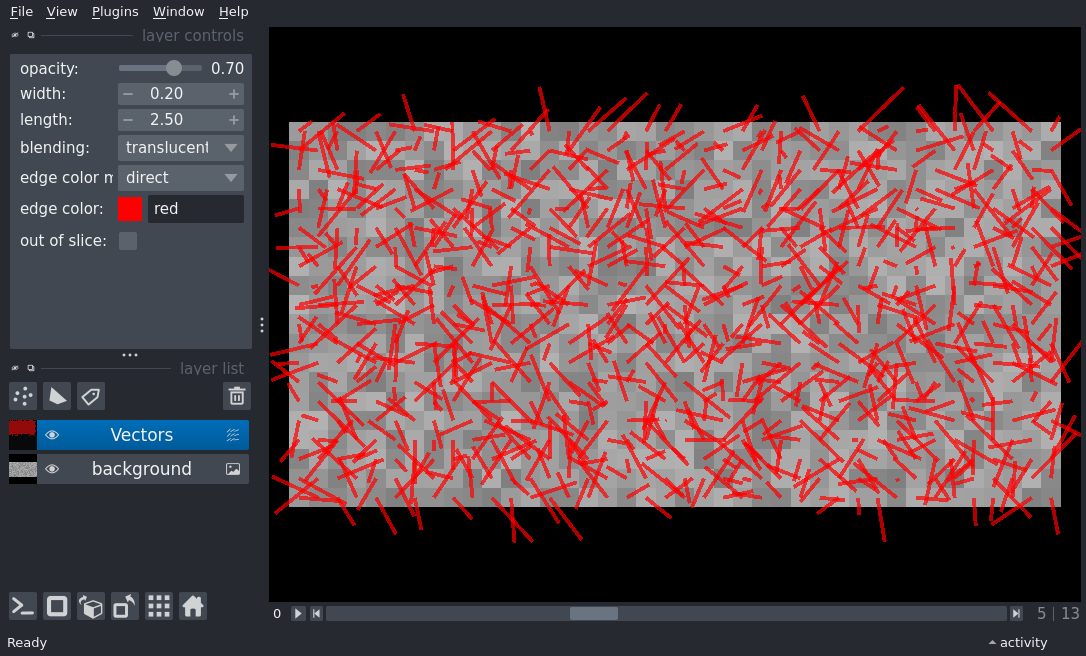 File View Plugins Window Help
layer controls
opacity: 0.70
width: − 0.20 +
length: − 2.50 +
blending: translucent
edge color m direct
edge color: red
out of slice:
layer list
Vectors
background
0 5 | 13
Ready activity